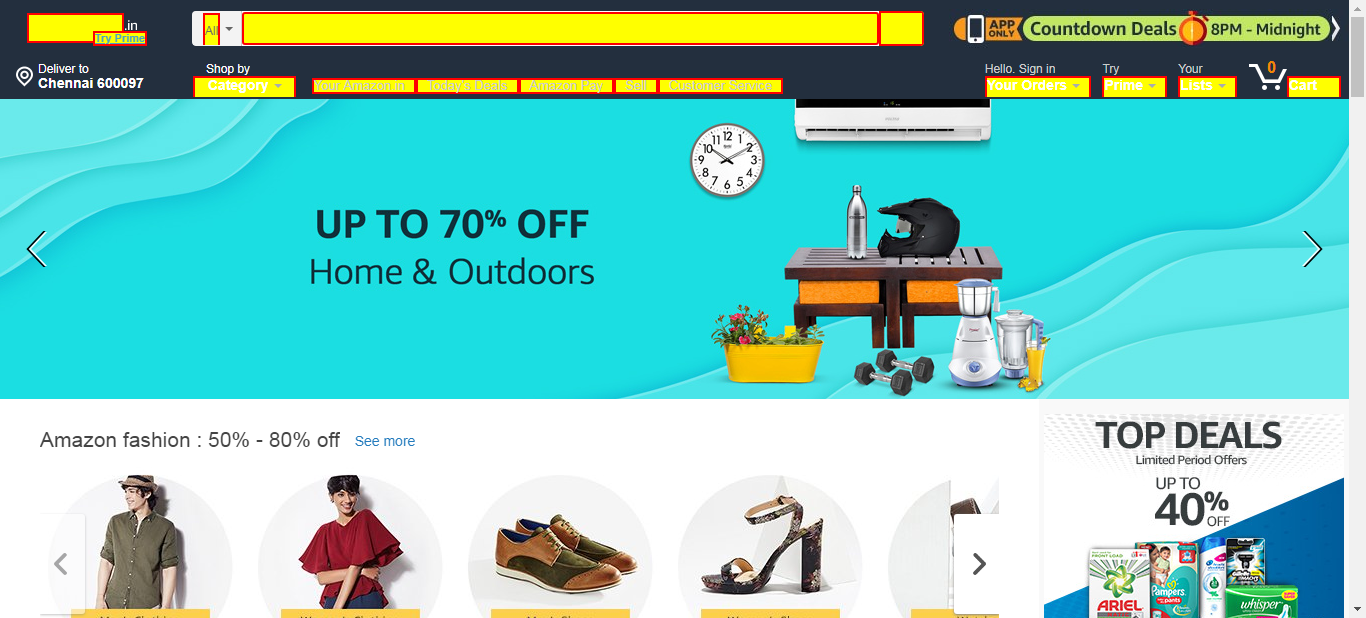 .in
Try Prime
All
APP ONLY Countdown Deals 8PM - Midnight
Deliver to
Chennai 600097
Shop by
Category
Your Amazon.in Today's Deals Amazon Pay Sell Customer Service
Hello. Sign in
Your Orders
Try
Prime
Your
Lists
0
Cart
UP TO 70% OFF
Home & Outdoors
Amazon fashion : 50% - 80% off See more
TOP DEALS
Limited Period Offers
UP TO
40% OFF
ARIEL
Pampers
pants
Gillette
whisper